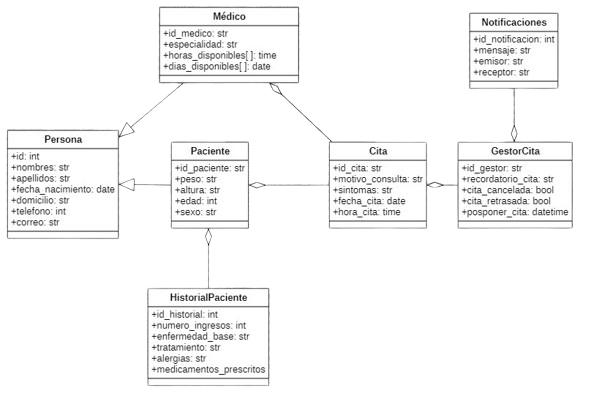 Médico
+id_medico: str
+especialidad: str
+horas_disponibles[ ]: time
+dias_disponibles[ ]: date
Notificaciones
+id_notificacion: int
+mensaje: str
+emisor: str
+receptor: str
Persona
+id: int
+nombres: str
+apellidos: str
+fecha_nacimiento: date
+domicilio: str
+telefono: int
+correo: str
Paciente
+id_paciente: str
+peso: str
+altura: str
+edad: int
+sexo: str
Cita
+id_cita: str
+motivo_consulta: str
+sintomas: str
+fecha_cita: date
+hora_cita: time
GestorCita
+id_gestor: str
+recordatorio_cita: str
+cita_cancelada: bool
+cita_retrasada: bool
+posponer_cita: datetime
HistorialPaciente
+id_historial: int
+numero_ingresos: int
+enfermedad_base: str
+tratamiento: str
+alergias: str
+medicamentos_prescritos